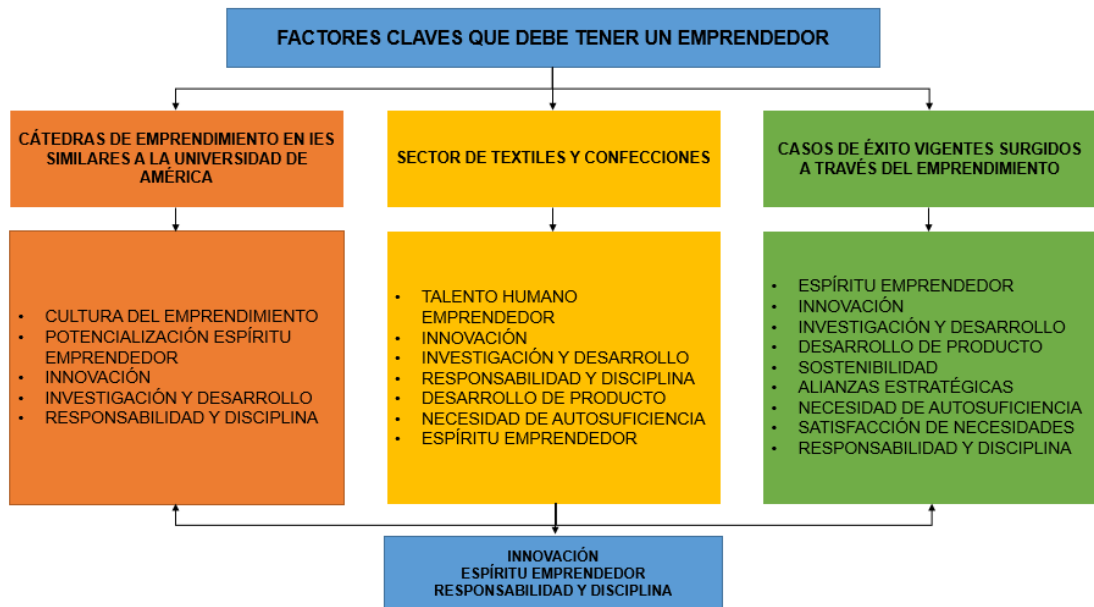 FACTORES CLAVES QUE DEBE TENER UN EMPRENDEDOR
CÁTEDRAS DE EMPRENDIMIENTO EN IES
SIMILARES A LA UNIVERSIDAD DE
AMÉRICA
SECTOR DE TEXTILES Y CONFECCIONES
CASOS DE ÉXITO VIGENTES SURGIDOS
A TRAVÉS DEL EMPRENDIMIENTO
• CULTURA DEL EMPRENDIMIENTO
• POTENCIALIZACIÓN ESPÍRITU
EMPRENDEDOR
• INNOVACIÓN
• INVESTIGACIÓN Y DESARROLLO
• RESPONSABILIDAD Y DISCIPLINA
• TALENTO HUMANO
EMPRENDEDOR
• INNOVACIÓN
• INVESTIGACIÓN Y DESARROLLO
• RESPONSABILIDAD Y DISCIPLINA
• DESARROLLO DE PRODUCTO
• NECESIDAD DE AUTOSUFICIENCIA
• ESPÍRITU EMPRENDEDOR
• ESPÍRITU EMPRENDEDOR
• INNOVACIÓN
• INVESTIGACIÓN Y DESARROLLO
• DESARROLLO DE PRODUCTO
• SOSTENIBILIDAD
• ALIANZAS ESTRATÉGICAS
• NECESIDAD DE AUTOSUFICIENCIA
• SATISFACCIÓN DE NECESIDADES
• RESPONSABILIDAD Y DISCIPLINA
INNOVACIÓN
ESPÍRITU EMPRENDEDOR
RESPONSABILIDAD Y DISCIPLINA